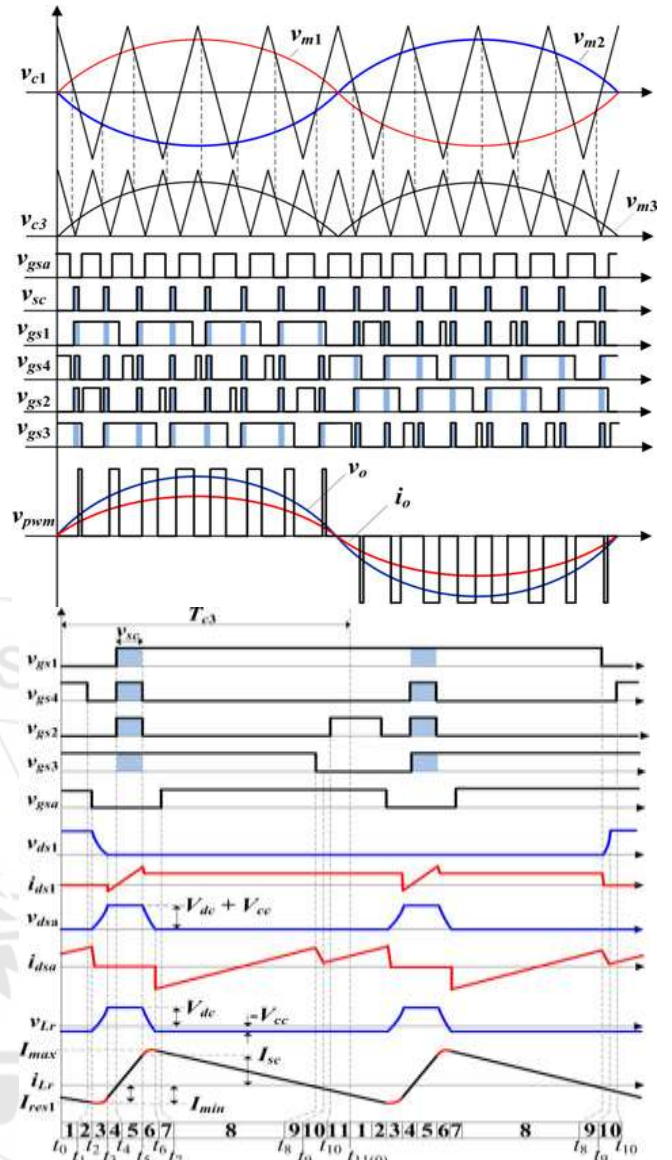 v_m1
v_m2
v_c1
v_c3
v_m3
v_gsa
v_sc
v_gs1
v_gs4
v_gs2
v_gs3
v_o
i_o
v_pwm
T_c3
v_sc
v_gs1
v_gs4
v_gs2
v_gs3
v_gsa
v_ds1
i_ds1
v_dsa
V_dc + V_cc
i_dsa
v_Lr
V_dc
-V_cc
I_max
I_sc
i_Lr
I_res1
I_min
1 2 3 4 5 6 7 8 9 10 11 1 2 3 4 5 6 7 8 9 10
t_0 t_1 t_2 t_3 t_4 t_5 t_6 t_7 t_8 t_9 t_10 t_11(0) t_8 t_9 t_10